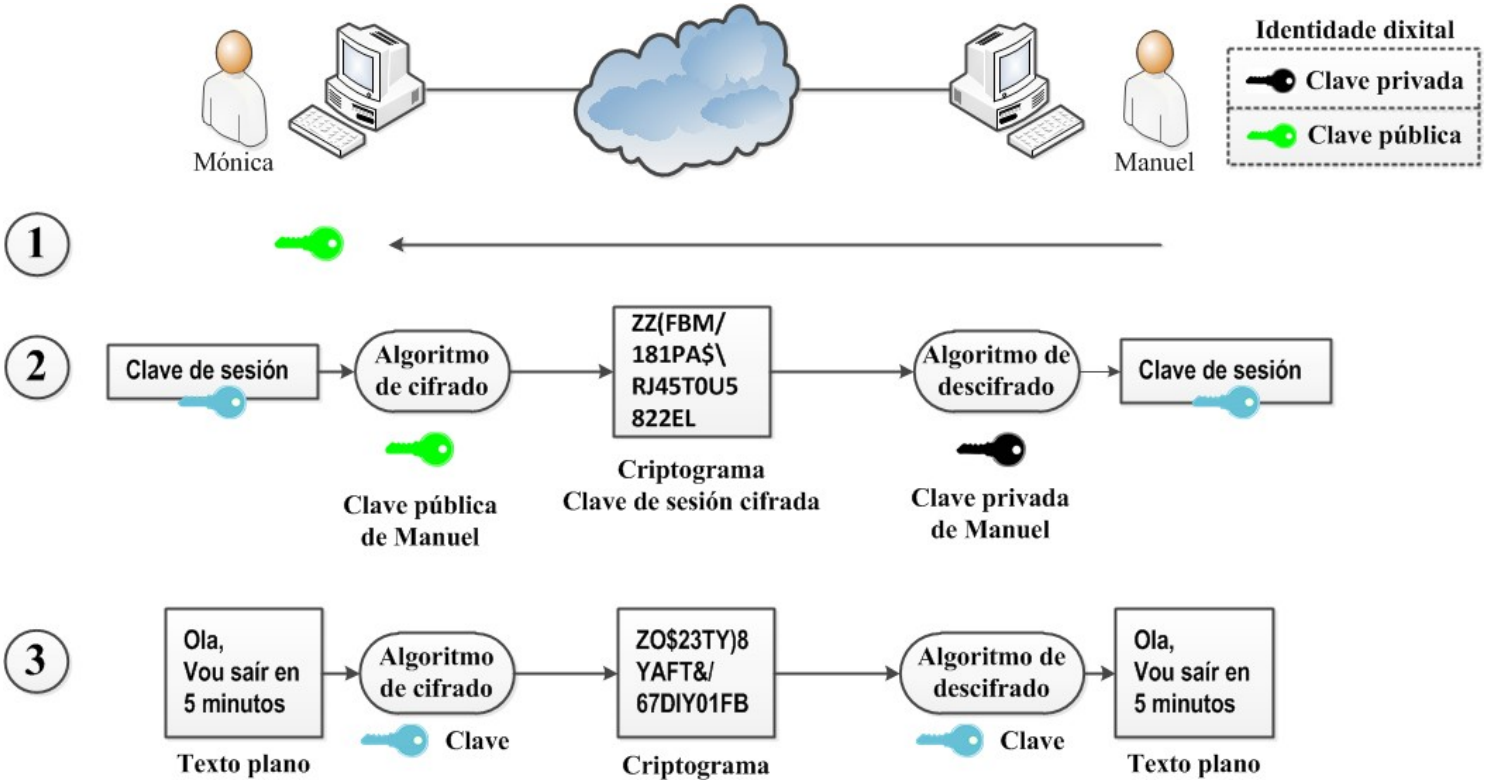 Mónica
Manuel
Identidade dixital
Clave privada
Clave pública
1
2
Clave de sesión
Algoritmo
de cifrado
ZZ(FBM/
181PA$\
RJ45T0U5
822EL
Algoritmo de
descifrado
Clave de sesión
Clave pública
de Manuel
Criptograma
Clave de sesión cifrada
Clave privada
de Manuel
3
Ola,
Vou saír en
5 minutos
Algoritmo
de cifrado
ZO$23TY)8
YAFT&/
67DIY01FB
Algoritmo de
descifrado
Ola,
Vou saír en
5 minutos
Texto plano
Clave
Criptograma
Clave
Texto plano